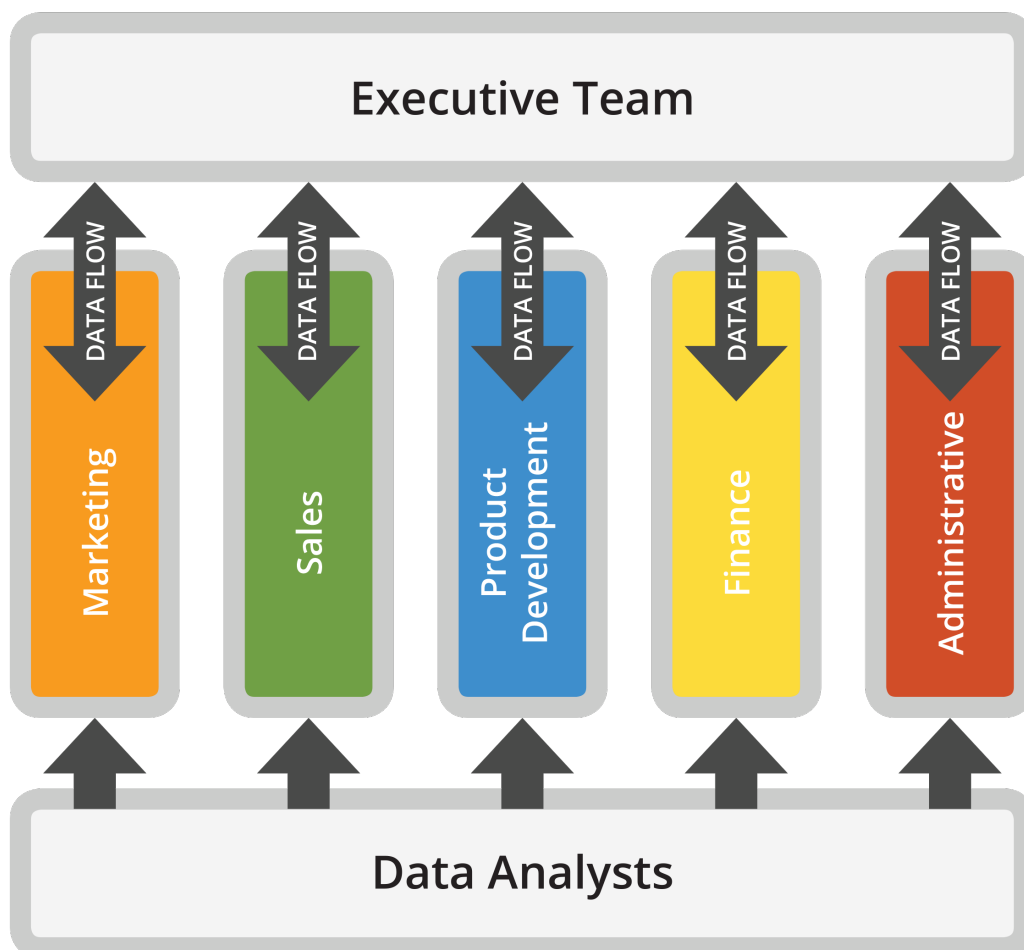 Executive Team
DATA FLOW
DATA FLOW
DATA FLOW
DATA FLOW
DATA FLOW
Marketing
Sales
Product
Development
Finance
Administrative
Data Analysts